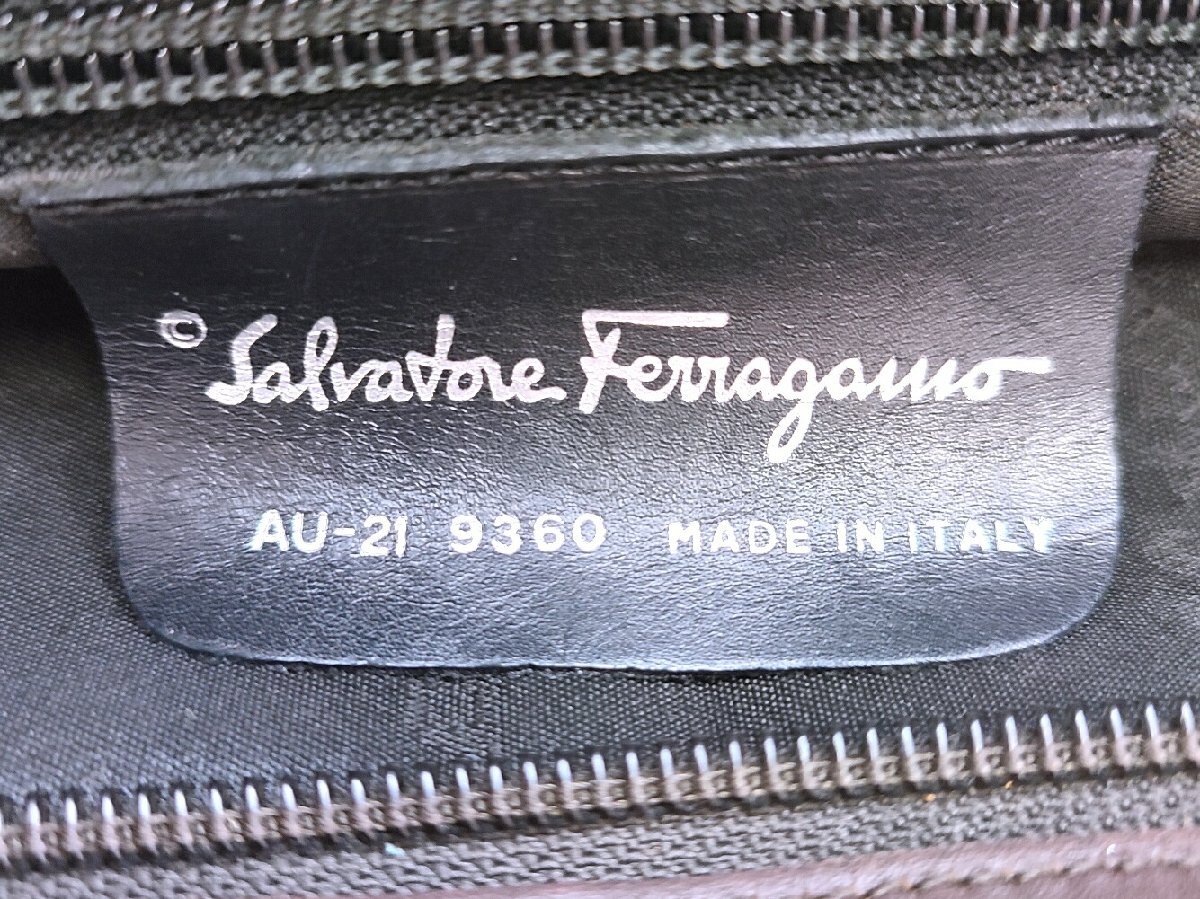 © Salvatore Ferragamo
AU-21 9360 MADE IN ITALY